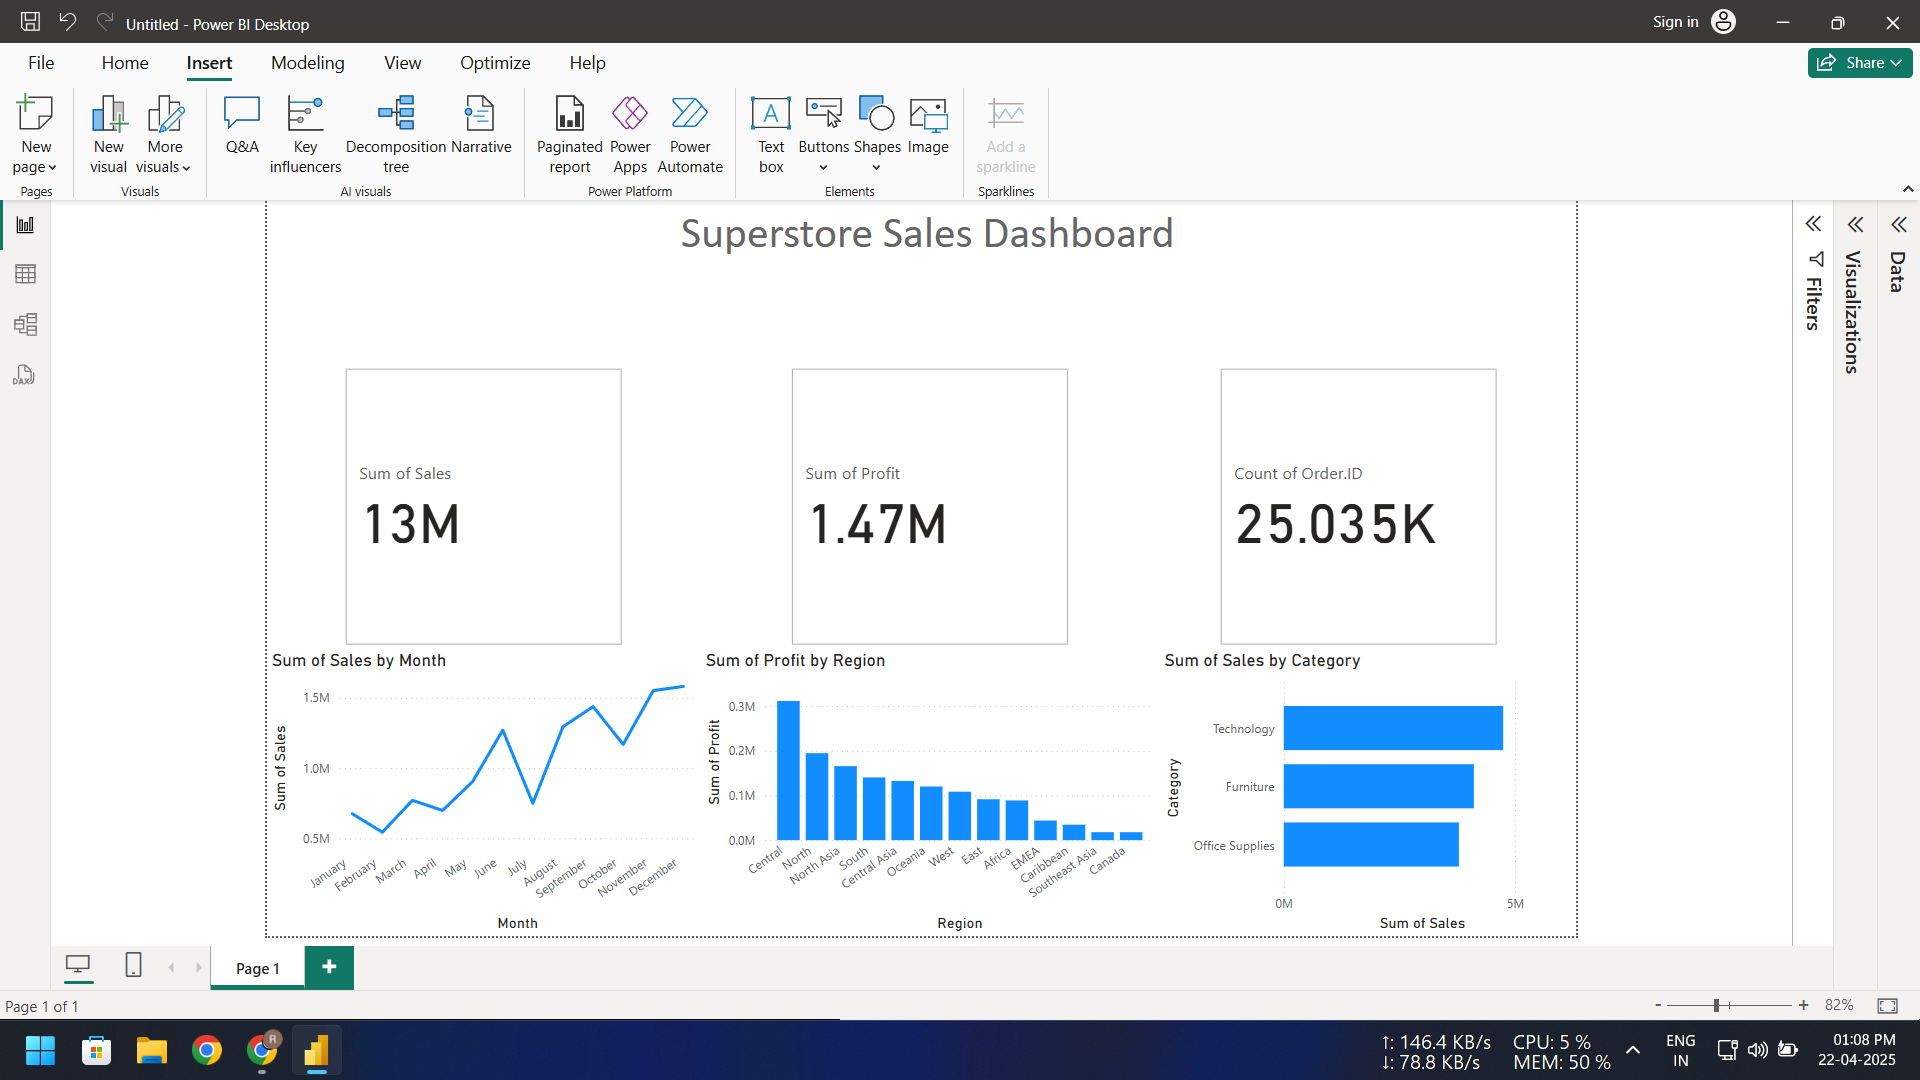 Untitled - Power BI Desktop
Sign in
File Home Insert Modeling View Optimize Help
Share
New page
New visual
More visuals
Q&A
Key influencers
Decomposition tree
Narrative
Paginated report
Power Apps
Power Automate
Text box
Buttons
Shapes
Image
Add a sparkline
Pages
Visuals
AI visuals
Power Platform
Elements
Sparklines
DAX
Superstore Sales Dashboard
Filters
Visualizations
Data
Sum of Sales
13M
Sum of Profit
1.47M
Count of Order.ID
25.035K
Sum of Sales by Month
Sum of Sales
1.5M
1.0M
0.5M
January
February
March
April
May
June
July
August
September
October
November
December
Month
Sum of Profit by Region
Sum of Profit
0.3M
0.2M
0.1M
0.0M
Central
North
North Asia
South
Central Asia
Oceania
West
East
Africa
EMEA
Caribbean
Southeast Asia
Canada
Region
Sum of Sales by Category
Category
Technology
Furniture
Office Supplies
0M
5M
Sum of Sales
Page 1
+
Page 1 of 1
- + 82%
R
↑: 146.4 KB/s
↓: 78.8 KB/s
CPU: 5 %
MEM: 50 %
ENG
IN
01:08 PM
22-04-2025